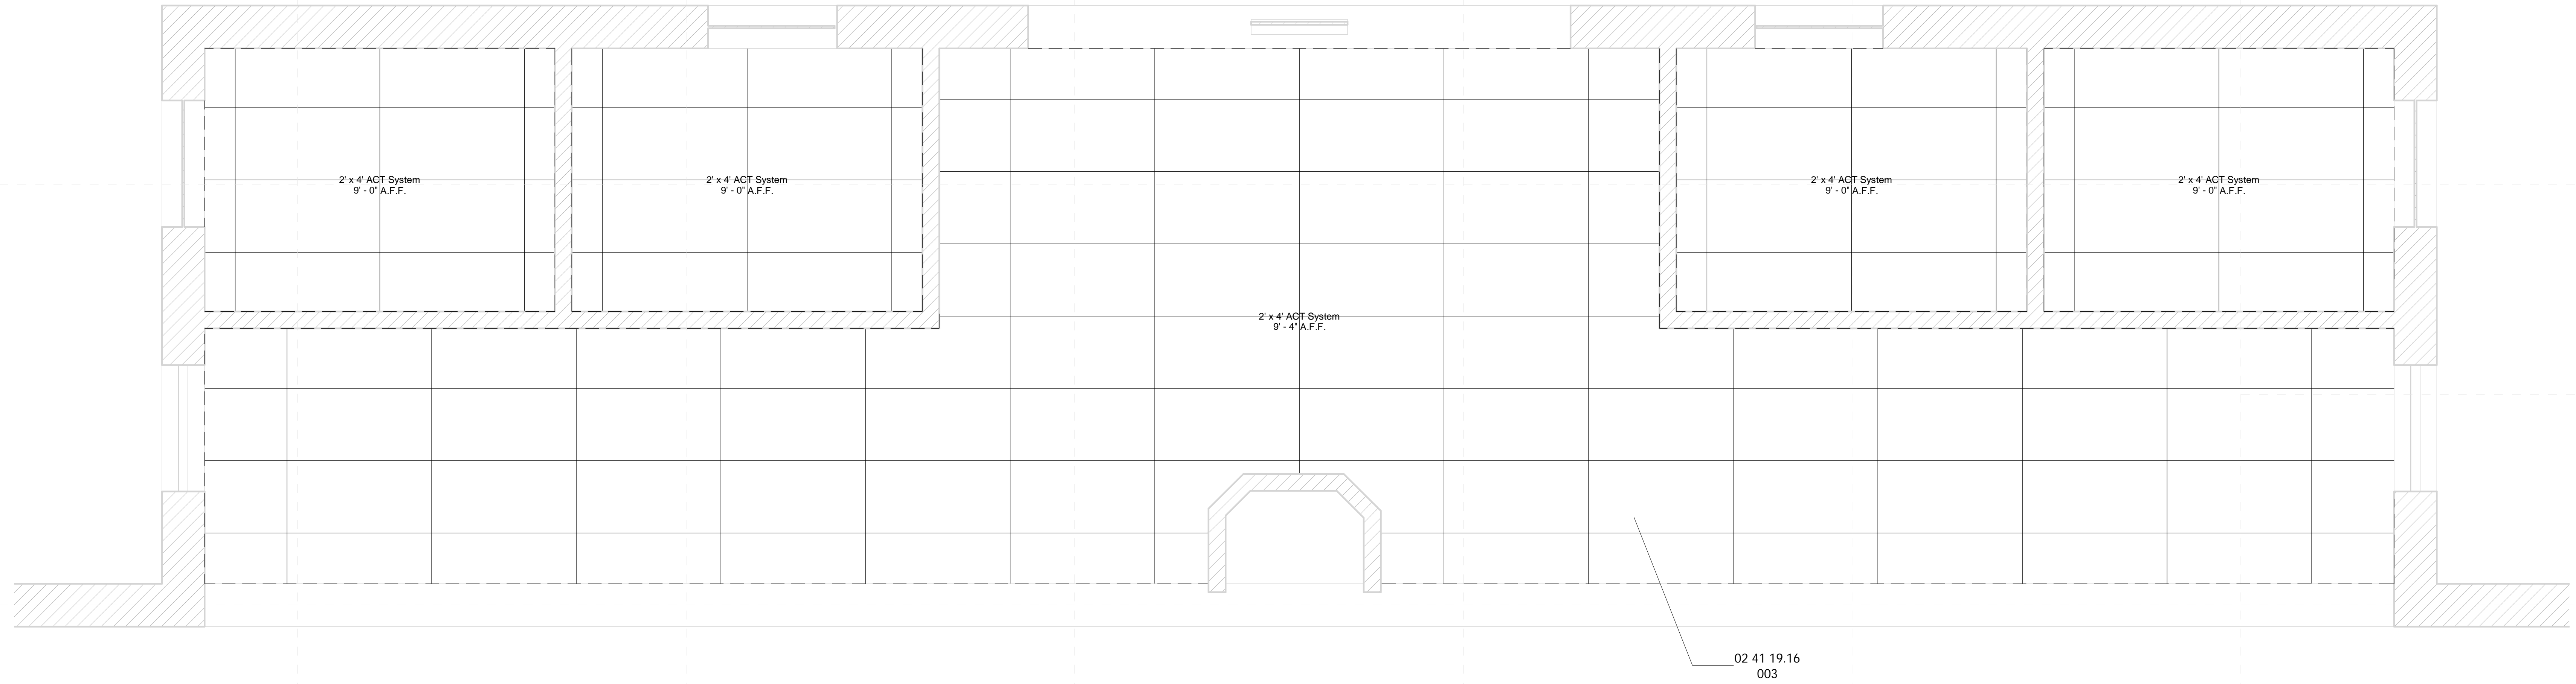 2' x 4' ACT System
9' - 0" A.F.F.
2' x 4' ACT System
9' - 0" A.F.F.
2' x 4' ACT System
9' - 0" A.F.F.
2' x 4' ACT System
9' - 0" A.F.F.
2' x 4' ACT System
9' - 4" A.F.F.
02 41 19.16
003